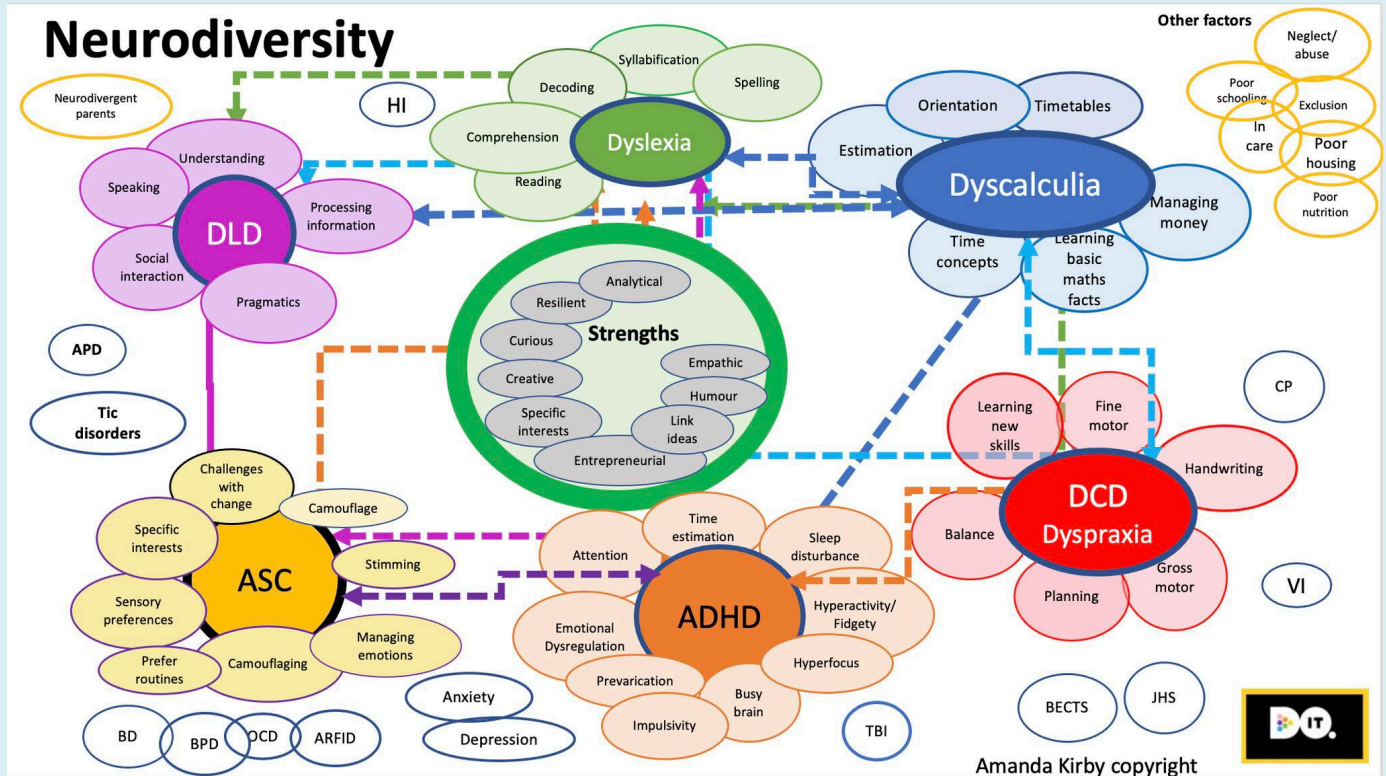 Neurodiversity
Other factors
Neglect/
abuse
Poor
schooling
Exclusion
In
care
Poor
housing
Poor
nutrition
Neurodivergent
parents
HI
Syllabification
Decoding
Spelling
Comprehension
Reading
Dyslexia
Orientation
Timetables
Estimation
Dyscalculia
Managing
money
Time
concepts
Learning
basic
maths
facts
Understanding
Speaking
Processing
information
DLD
Social
interaction
Pragmatics
Analytical
Resilient
Strengths
Curious
Creative
Specific
interests
Empathic
Humour
Link
ideas
Entrepreneurial
APD
Tic
disorders
CP
Learning
new
skills
Fine
motor
Handwriting
DCD
Dyspraxia
Balance
Planning
Gross
motor
VI
Challenges
with
change
Camouflage
Specific
interests
Stimming
ASC
Sensory
preferences
Managing
emotions
Prefer
routines
Camouflaging
Time
estimation
Attention
Sleep
disturbance
ADHD
Hyperactivity/
Fidgety
Emotional
Dysregulation
Hyperfocus
Prevarication
Busy
brain
Impulsivity
Anxiety
Depression
BD
BPD
OCD
ARFID
TBI
BECTS
JHS
DO IT.
Amanda Kirby copyright